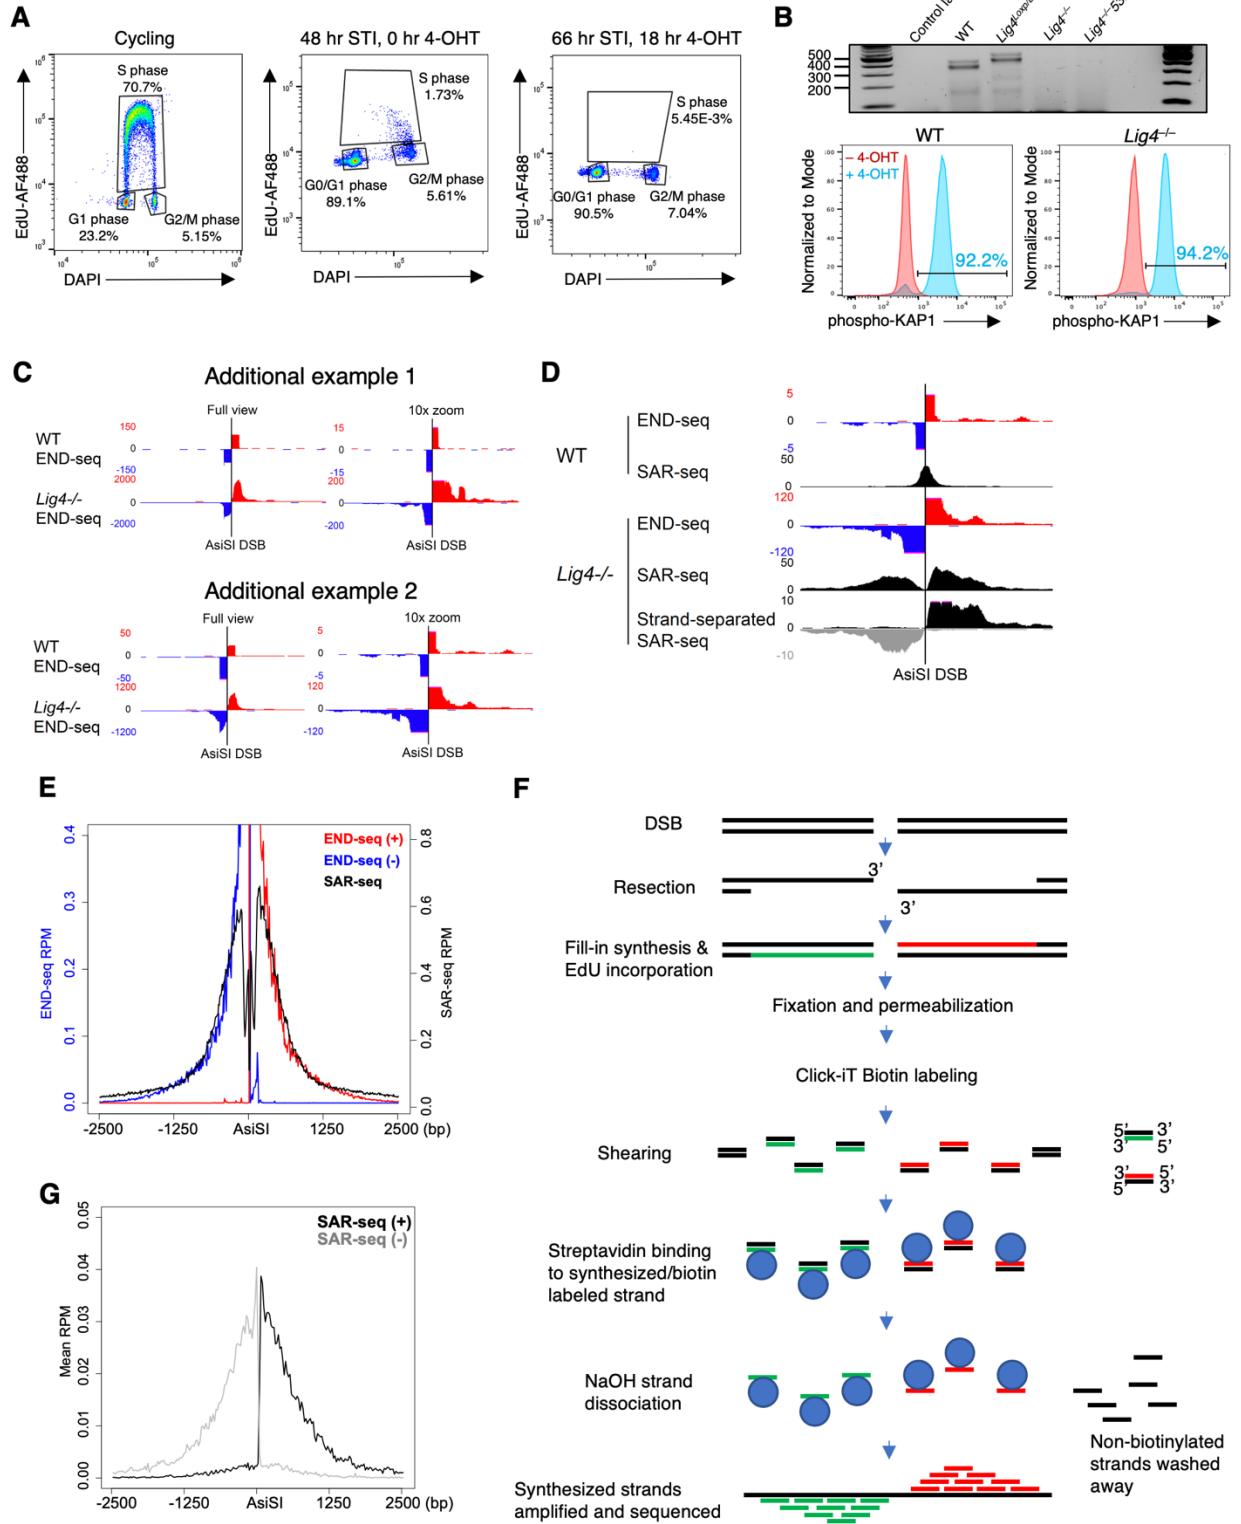 A
Cycling
EdU-AF488
S phase
70.7%
G1 phase
23.2%
G2/M phase
5.15%
DAPI
48 hr STI, 0 hr 4-OHT
EdU-AF488
S phase
1.73%
G0/G1 phase
89.1%
G2/M phase
5.61%
DAPI
66 hr STI, 18 hr 4-OHT
EdU-AF488
S phase
5.45E-3%
G0/G1 phase
90.5%
G2/M phase
7.04%
DAPI
B
WT
Lig4–/–
500
400
300
200
WT
Normalized to Mode
– 4-OHT
+ 4-OHT
92.2%
phospho-KAP1
Lig4–/–
Normalized to Mode
94.2%
phospho-KAP1
C
Additional example 1
Full view
10x zoom
WT
END-seq
150
0
-150
15
0
-15
Lig4-/-
END-seq
2000
0
-2000
200
0
-200
AsiSI DSB
AsiSI DSB
Additional example 2
Full view
10x zoom
WT
END-seq
50
0
-50
5
0
-5
Lig4-/-
END-seq
1200
0
-1200
120
0
-120
AsiSI DSB
AsiSI DSB
D
WT
END-seq
5
0
-5
SAR-seq
50
0
Lig4-/-
END-seq
120
0
-120
SAR-seq
50
0
Strand-separated
SAR-seq
10
0
-10
AsiSI DSB
E
END-seq (+)
END-seq (-)
SAR-seq
END-seq RPM
0.4
0.3
0.2
0.1
0.0
SAR-seq RPM
0.8
0.6
0.4
0.2
0.0
-2500 -1250 AsiSI 1250 2500 (bp)
F
DSB
Resection
3'
3'
Fill-in synthesis &
EdU incorporation
Fixation and permeabilization
Click-iT Biotin labeling
Shearing
5' 3'
3' 5'
3' 5'
5' 3'
Streptavidin binding
to synthesized/biotin
labeled strand
NaOH strand
dissociation
Non-biotinylated
strands washed
away
Synthesized strands
amplified and sequenced
G
SAR-seq (+)
SAR-seq (-)
Mean RPM
0.05
0.04
0.03
0.02
0.01
0.00
-2500 -1250 AsiSI 1250 2500 (bp)